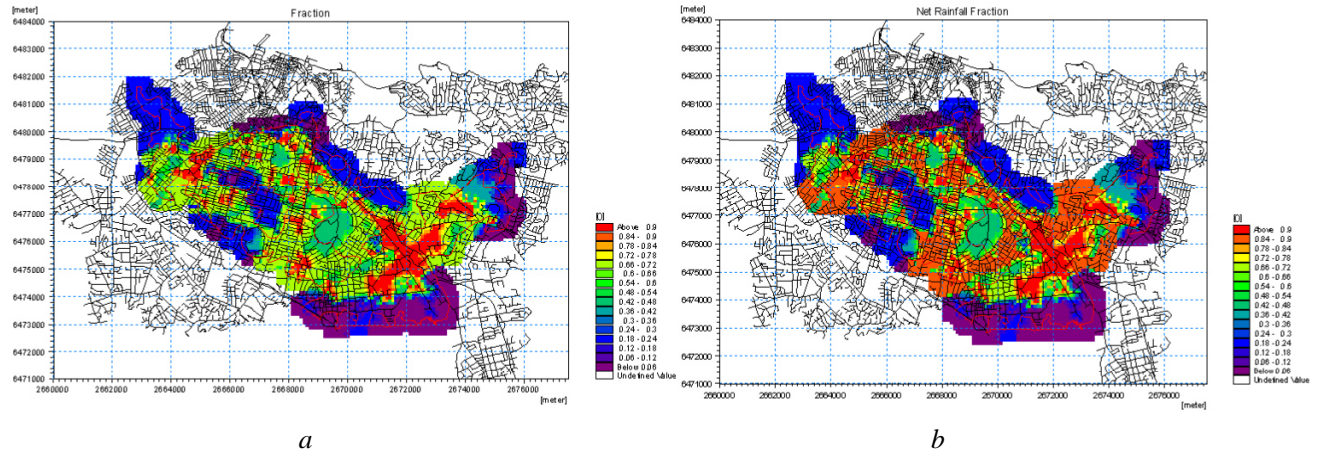 Fraction
[meter]
6484000
6483000
6482000
6481000
6480000
6479000
6478000
6477000
6476000
6475000
6474000
6473000
6472000
6471000
2660000 2662000 2664000 2666000 2668000 2670000 2672000 2674000 2676000
[meter]
[0]
Above 0.9
0.84 - 0.9
0.78 - 0.84
0.72 - 0.78
0.66 - 0.72
0.6 - 0.66
0.54 - 0.6
0.48 - 0.54
0.42 - 0.48
0.36 - 0.42
0.3 - 0.36
0.24 - 0.3
0.18 - 0.24
0.12 - 0.18
0.06 - 0.12
Below 0.06
Undefined Value
a
Net Rainfall Fraction
[meter]
6484000
6483000
6482000
6481000
6480000
6479000
6478000
6477000
6476000
6475000
6474000
6473000
6472000
6471000
2660000 2662000 2664000 2666000 2668000 2670000 2672000 2674000 2676000
[meter]
[0]
Above 0.9
0.84 - 0.9
0.78 - 0.84
0.72 - 0.78
0.66 - 0.72
0.6 - 0.66
0.54 - 0.6
0.48 - 0.54
0.42 - 0.48
0.36 - 0.42
0.3 - 0.36
0.24 - 0.3
0.18 - 0.24
0.12 - 0.18
0.06 - 0.12
Below 0.06
Undefined Value
b